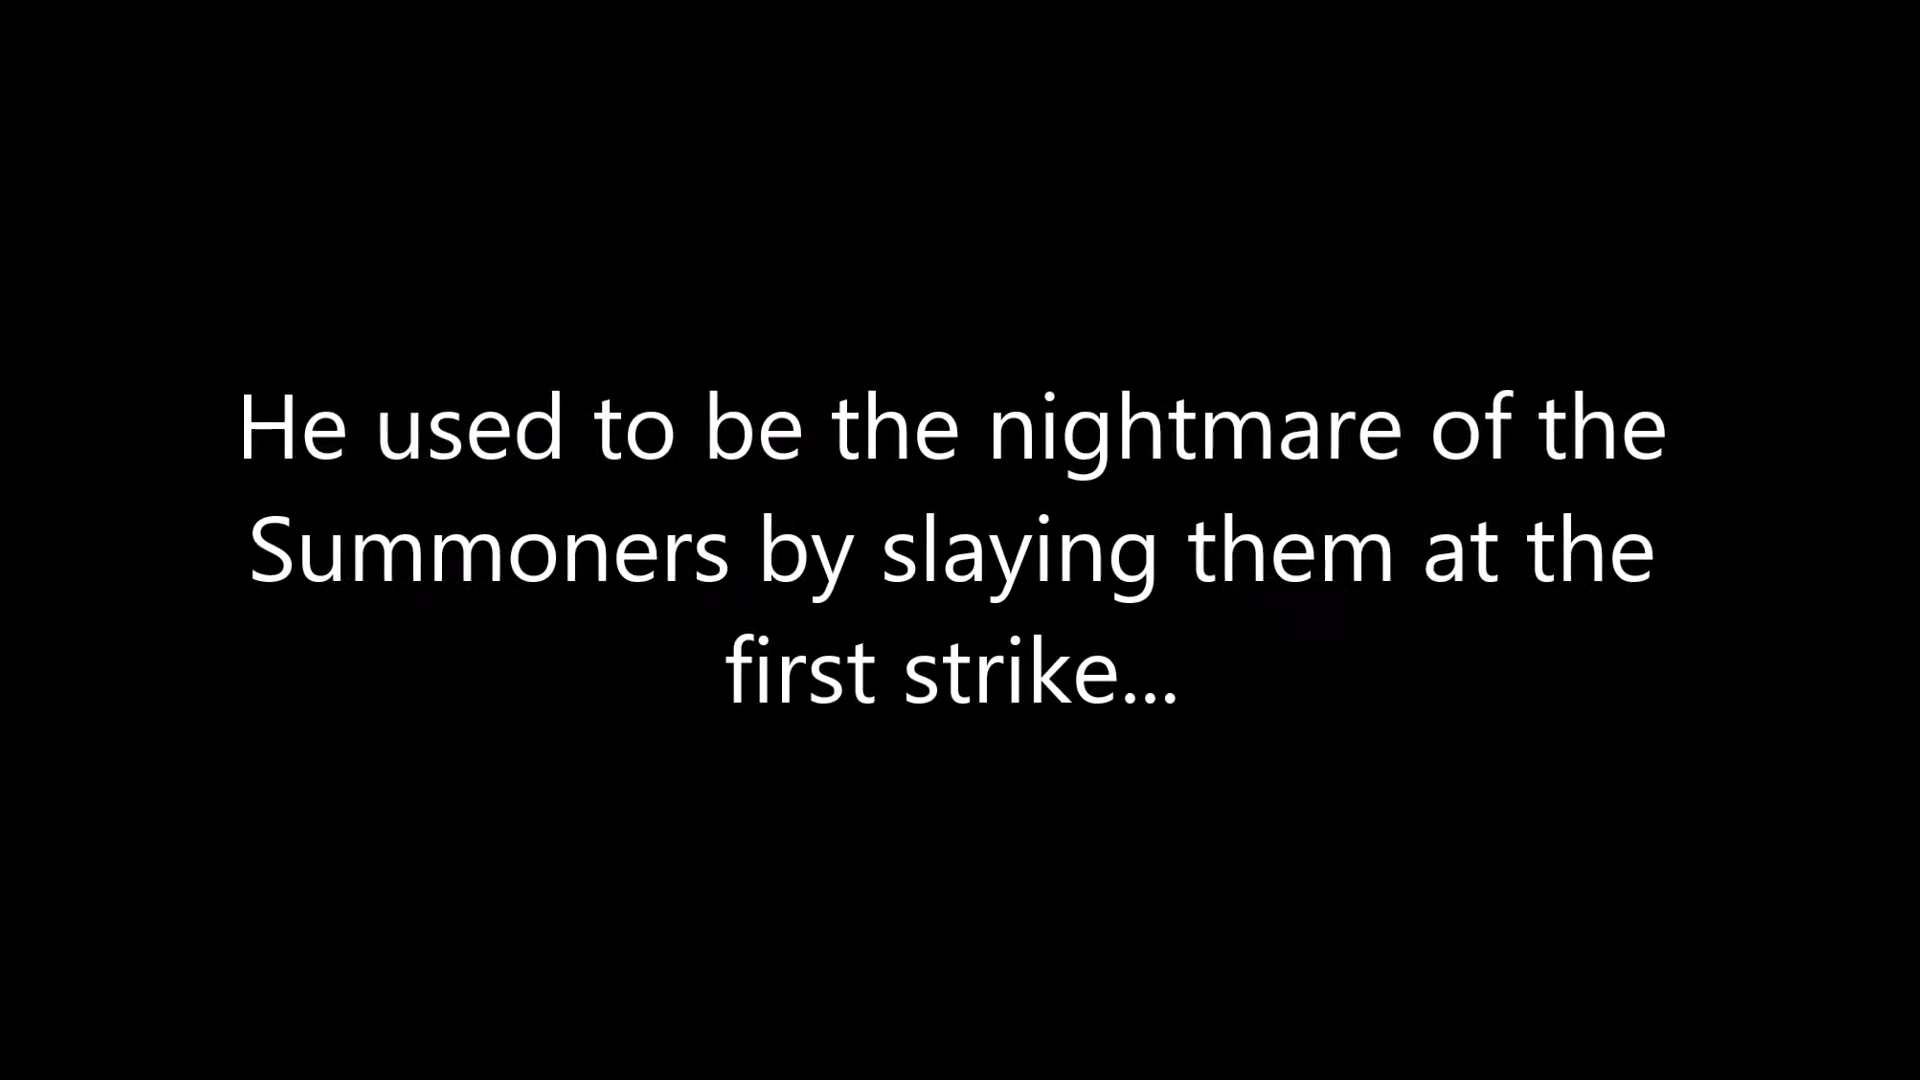 He used to be the nightmare of the
Summoners by slaying them at the
first strike...